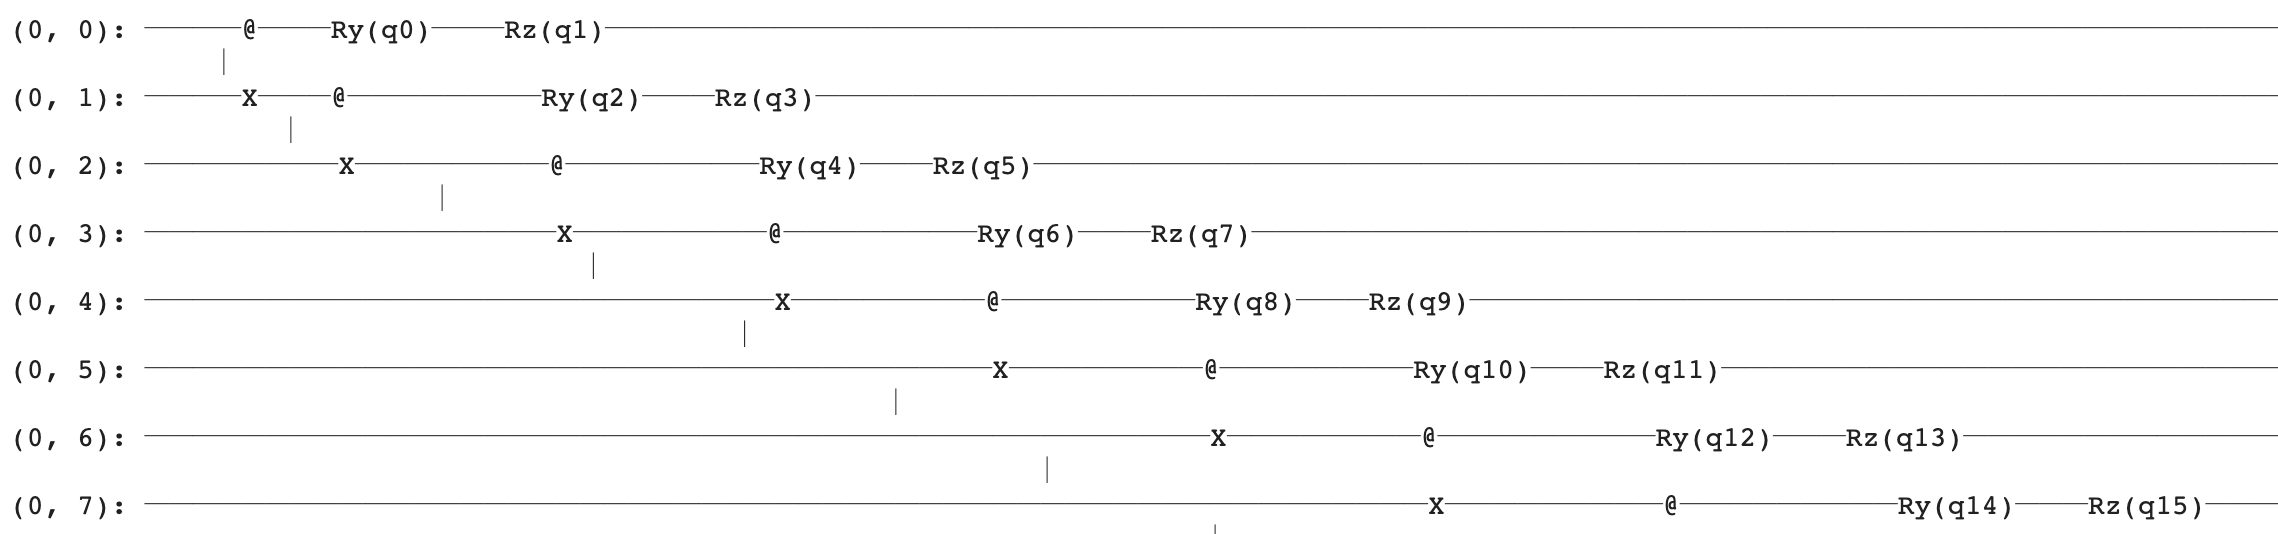 (0, 0): ───@───Ry(q0)───Rz(q1)───
│
(0, 1): ───X───@───Ry(q2)───Rz(q3)───
│
(0, 2): ───X───@───Ry(q4)───Rz(q5)───
│
(0, 3): ───X───@───Ry(q6)───Rz(q7)───
│
(0, 4): ───X───@───Ry(q8)───Rz(q9)───
│
(0, 5): ───X───@───Ry(q10)───Rz(q11)───
│
(0, 6): ───X───@───Ry(q12)───Rz(q13)───
│
(0, 7): ───X───@───Ry(q14)───Rz(q15)───
│